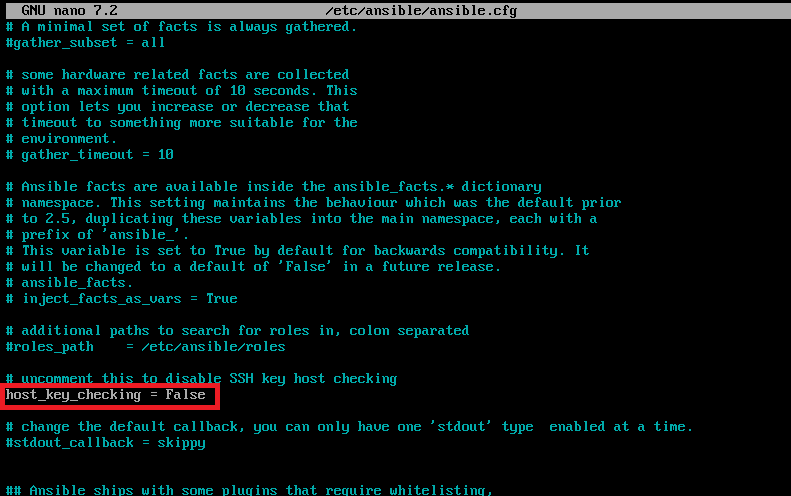 GNU nano 7.2 /etc/ansible/ansible.cfg
# A minimal set of facts is always gathered.
#gather_subset = all
# some hardware related facts are collected
# with a maximum timeout of 10 seconds. This
# option lets you increase or decrease that
# timeout to something more suitable for the
# environment.
# gather_timeout = 10
# Ansible facts are available inside the ansible_facts.* dictionary
# namespace. This setting maintains the behaviour which was the default prior
# to 2.5, duplicating these variables into the main namespace, each with a
# prefix of 'ansible_'.
# This variable is set to True by default for backwards compatibility. It
# will be changed to a default of 'False' in a future release.
# ansible_facts.
# inject_facts_as_vars = True
# additional paths to search for roles in, colon separated
#roles_path    = /etc/ansible/roles
# uncomment this to disable SSH key host checking
host_key_checking = False
# change the default callback, you can only have one 'stdout' type  enabled at a time.
#stdout_callback = skippy
## Ansible ships with some plugins that require whitelisting,